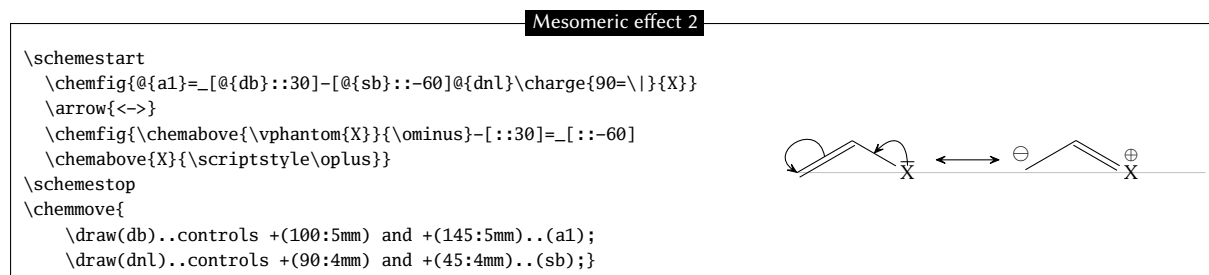 Mesomeric effect 2
\schemestart
\chemfig{@{a1}=_[@{db}::30]-[@{sb}::-60]@{dnl}\charge{90=\|}{X}}
\arrow{<->}
\chemfig{\chemabove{\vphantom{X}}{\ominus}-[::30]=_[::-60]
\chemabove{X}{\scriptstyle\oplus}}
\schemestop
\chemmove{
\draw(db)..controls +(100:5mm) and +(145:5mm)..(a1);
\draw(dnl)..controls +(90:4mm) and +(45:4mm)..(sb);}
X ⊖ ⊕ X